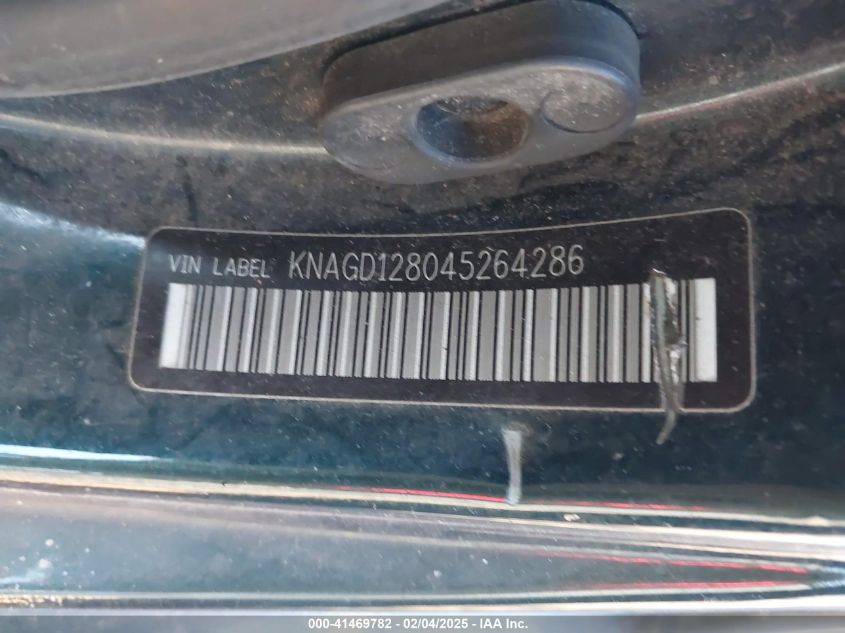 VIN LABEL KNAGD128045264286
000-41469782 - 02/04/2025 - IAA Inc.